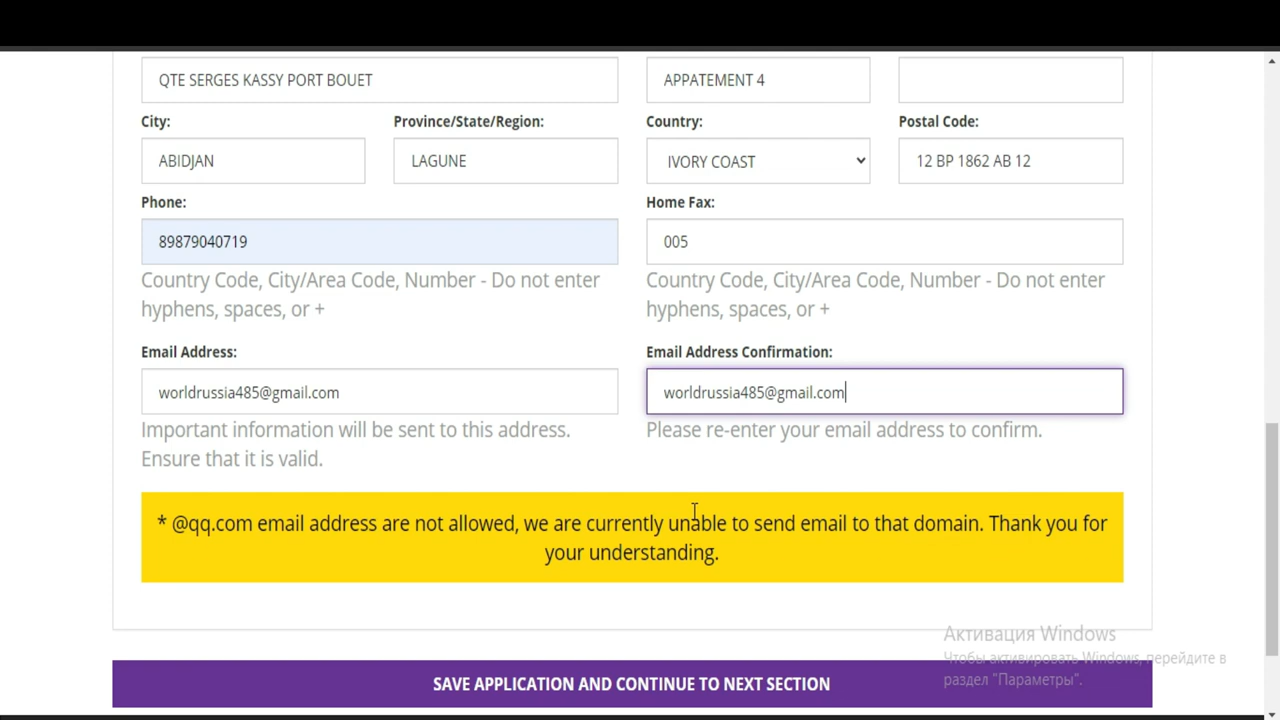 QTE SERGES KASSY PORT BOUET
APPATEMENT 4
City:
Province/State/Region:
Country:
Postal Code:
ABIDJAN
LAGUNE
IVORY COAST
12 BP 1862 AB 12
Phone:
Home Fax:
89879040719
005
Country Code, City/Area Code, Number - Do not enter
hyphens, spaces, or +
Country Code, City/Area Code, Number - Do not enter
hyphens, spaces, or +
Email Address:
Email Address Confirmation:
worldrussia485@gmail.com
worldrussia485@gmail.com
Important information will be sent to this address.
Ensure that it is valid.
Please re-enter your email address to confirm.
* @qq.com email address are not allowed, we are currently unable to send email to that domain. Thank you for
your understanding.
Активация Windows
Чтобы активировать Windows, перейдите в
раздел "Параметры".
SAVE APPLICATION AND CONTINUE TO NEXT SECTION